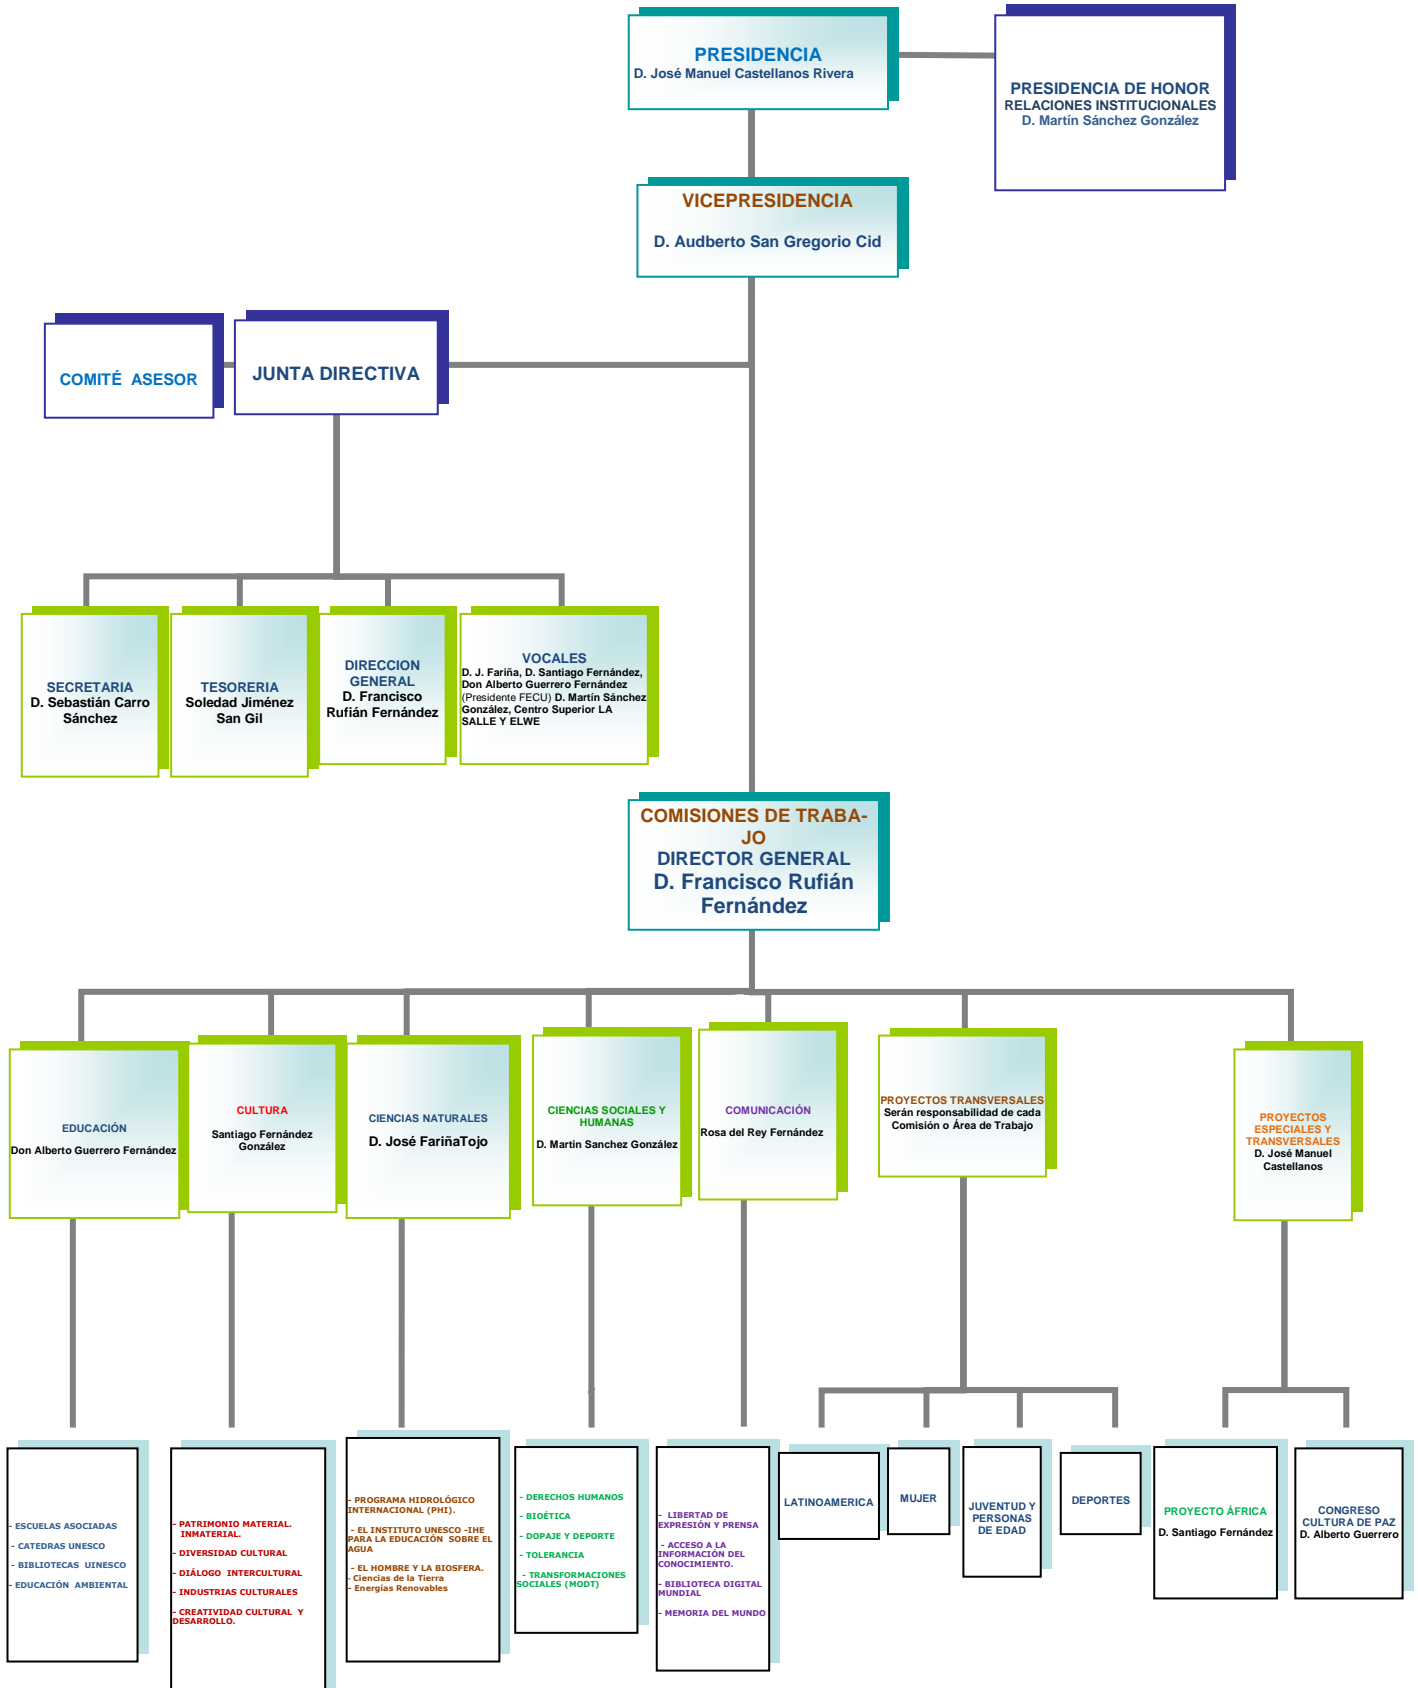 PRESIDENCIA
D. José Manuel Castellanos Rivera
PRESIDENCIA DE HONOR
RELACIONES INSTITUCIONALES
D. Martín Sánchez González
VICEPRESIDENCIA
D. Audberto San Gregorio Cid
COMITÉ ASESOR
JUNTA DIRECTIVA
SECRETARIA
D. Sebastián Carro
Sánchez
TESORERIA
Soledad Jiménez
San Gil
DIRECCION
GENERAL
D. Francisco
Rufián Fernández
VOCALES
D. J. Fariña, D. Santiago Fernández,
Don Alberto Guerrero Fernández
(Presidente FECU) D. Martín Sánchez
González, Centro Superior LA
SALLE Y ELWE
COMISIONES DE TRABA-
JO
DIRECTOR GENERAL
D. Francisco Rufián
Fernández
EDUCACIÓN
Don Alberto Guerrero Fernández
CULTURA
Santiago Fernández
González
CIENCIAS NATURALES
D. José FariñaTojo
CIENCIAS SOCIALES Y
HUMANAS
D. Martin Sanchez González
COMUNICACIÓN
Rosa del Rey Fernández
PROYECTOS TRANSVERSALES
Serán responsabilidad de cada
Comisión o Área de Trabajo
PROYECTOS
ESPECIALES Y
TRANSVERSALES
D. José Manuel
Castellanos
- ESCUELAS ASOCIADAS
- CATEDRAS UNESCO
- BIBLIOTECAS UINESCO
- EDUCACIÓN AMBIENTAL
- PATRIMONIO MATERIAL.
INMATERIAL.
- DIVERSIDAD CULTURAL
- DIÁLOGO INTERCULTURAL
- INDUSTRIAS CULTURALES
- CREATIVIDAD CULTURAL Y
DESARROLLO.
- PROGRAMA HIDROLÓGICO
INTERNACIONAL (PHI).
- EL INSTITUTO UNESCO -IHE
PARA LA EDUCACIÓN SOBRE EL
AGUA
- EL HOMBRE Y LA BIOSFERA.
- Ciencias de la Tierra
- Energías Renovables
- DERECHOS HUMANOS
- BIOÉTICA
- DOPAJE Y DEPORTE
- TOLERANCIA
- TRANSFORMACIONES
SOCIALES (MODT)
- LIBERTAD DE
EXPRESIÓN Y PRENSA
- ACCESO A LA
INFORMACIÓN DEL
CONOCIMIENTO.
- BIBLIOTECA DIGITAL
MUNDIAL
- MEMORIA DEL MUNDO
LATINOAMERICA
MUJER
JUVENTUD Y
PERSONAS
DE EDAD
DEPORTES
PROYECTO ÁFRICA
D. Santiago Fernández
CONGRESO
CULTURA DE PAZ
D. Alberto Guerrero